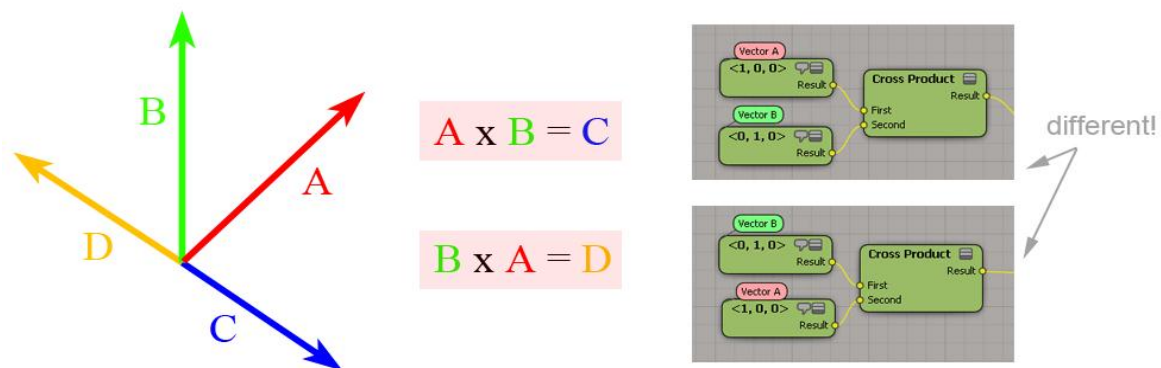 B
A
D
C
A x B = C
B x A = D
Vector A
<1, 0, 0>
Result
Vector B
<0, 1, 0>
Result
Cross Product
Result
First
Second
different!
Vector B
<0, 1, 0>
Result
Vector A
<1, 0, 0>
Result
Cross Product
Result
First
Second